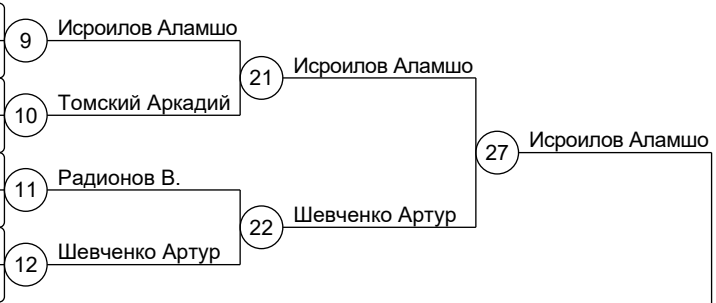 9 Исроилов Аламшо
21 Исроилов Аламшо
10 Томский Аркадий
27 Исроилов Аламшо
11 Радионов В.
22 Шевченко Артур
12 Шевченко Артур